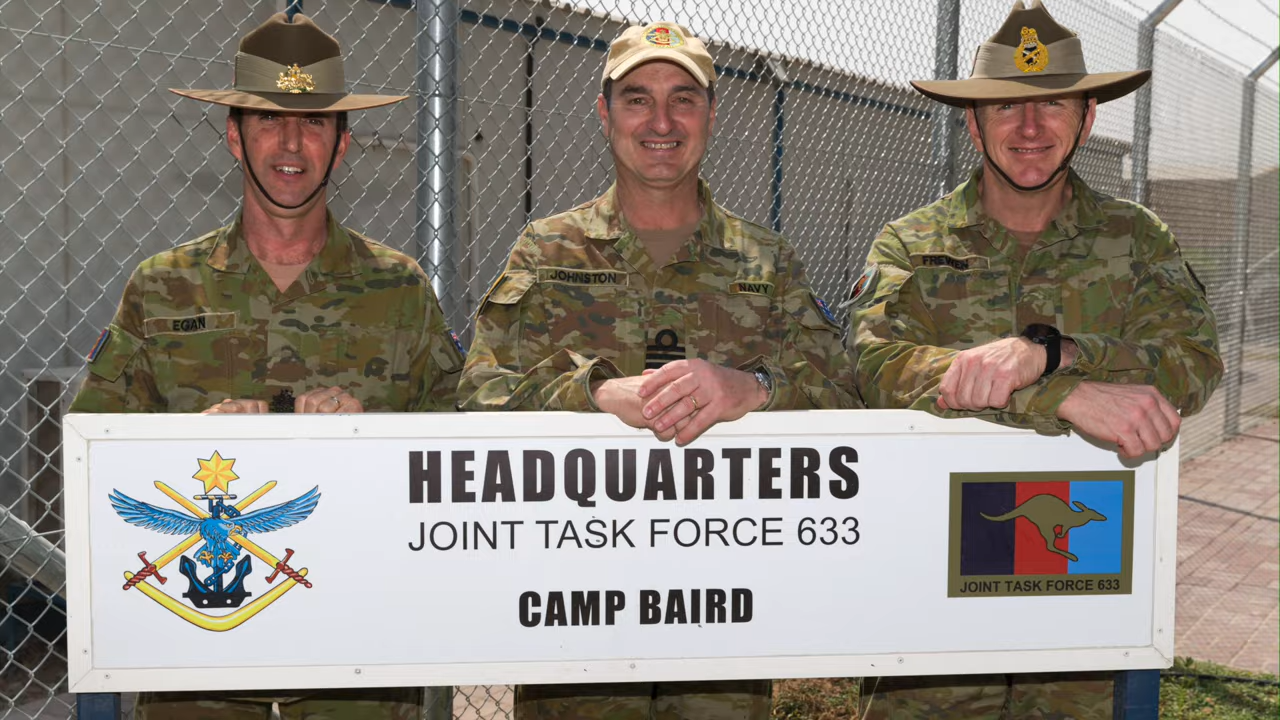 EGAN
JOHNSTON
NAVY
FREWEN
HEADQUARTERS
JOINT TASK FORCE 633
CAMP BAIRD
JOINT TASK FORCE 633